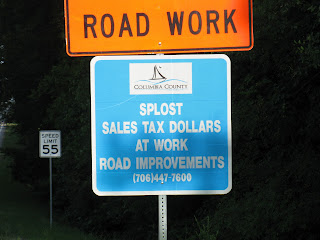 ROAD WORK
COLUMBIA COUNTY
SPLOST
SALES TAX DOLLARS
AT WORK
ROAD IMPROVEMENTS
(706)447-7600
SPEED
LIMIT
55